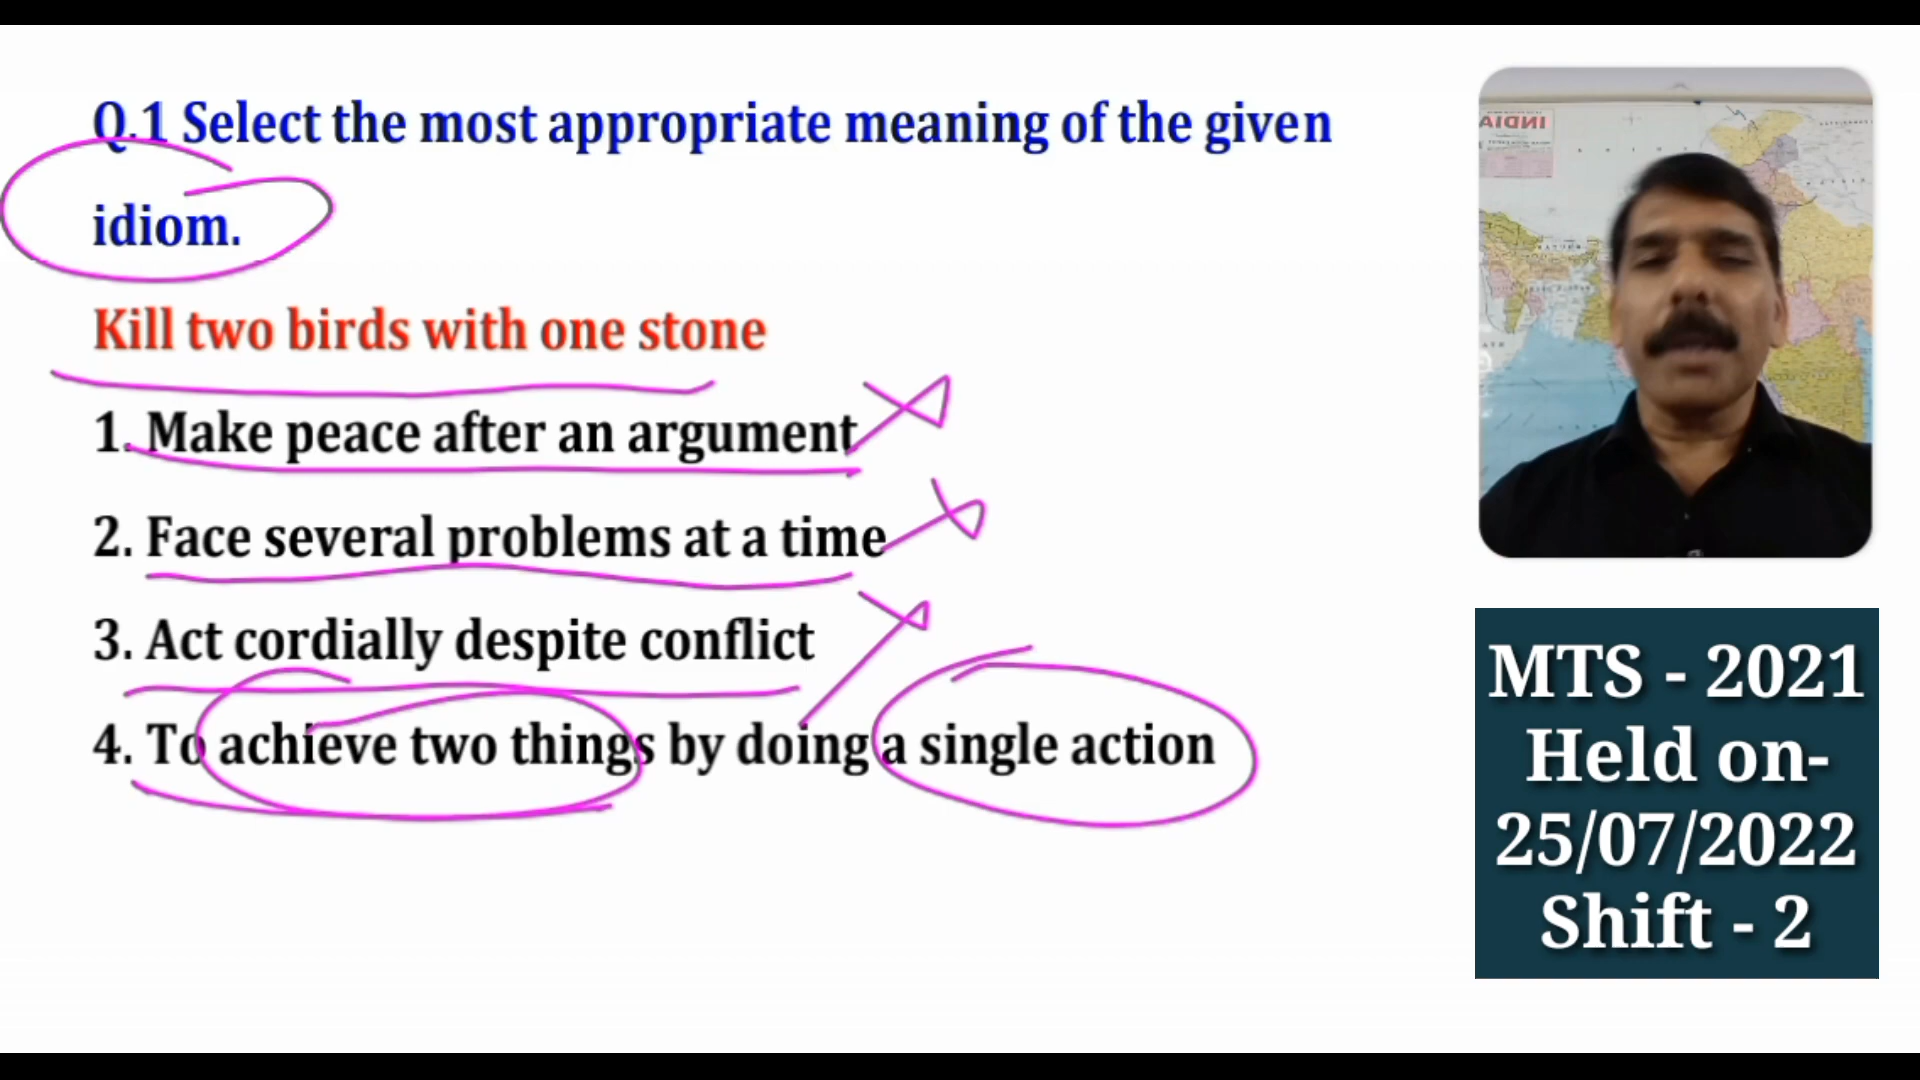 Q.1 Select the most appropriate meaning of the given
idiom.
Kill two birds with one stone
1. Make peace after an argument
2. Face several problems at a time
3. Act cordially despite conflict
4. To achieve two things by doing a single action
INDIA
MTS - 2021
Held on-
25/07/2022
Shift - 2